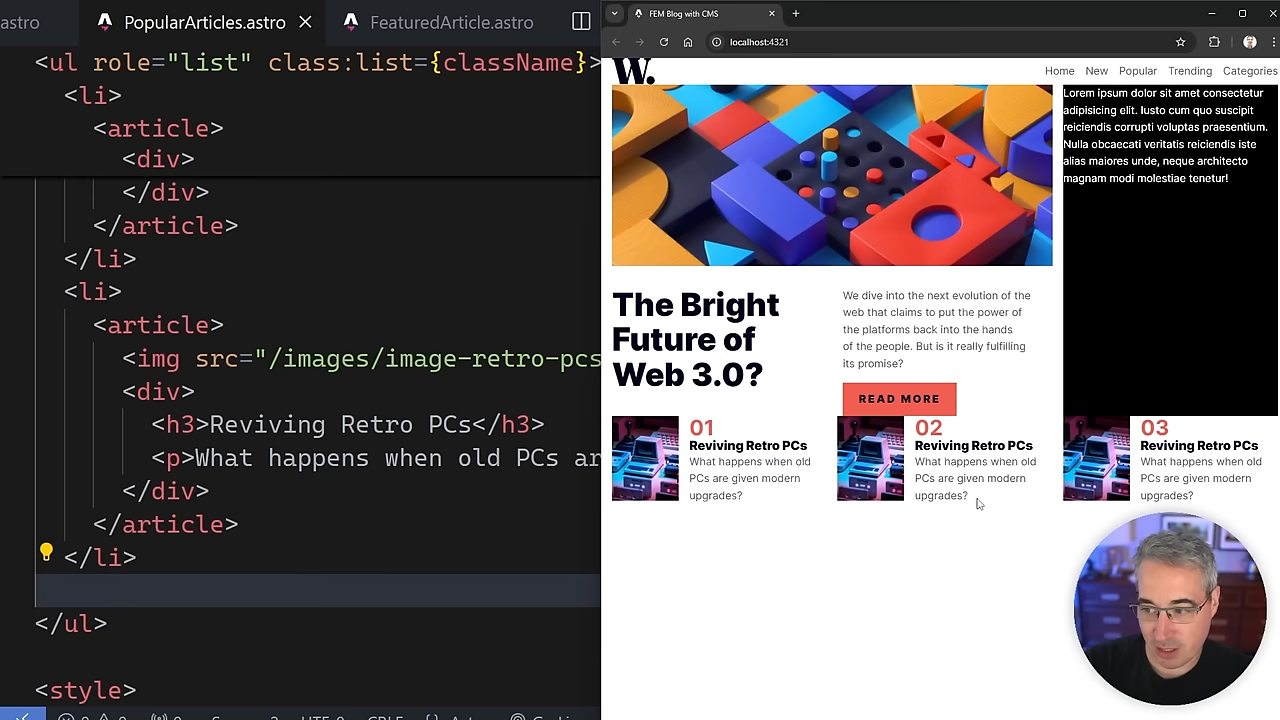 astro
PopularArticles.astro
FeaturedArticle.astro
<ul role="list" class:list={className}>
<li>
<article>
<div>
</div>
</article>
</li>
<li>
<article>
<img src="/images/image-retro-pcs
<div>
<h3>Reviving Retro PCs</h3>
<p>What happens when old PCs ar
</div>
</article>
</li>
</ul>
<style>
FEM Blog with CMS
localhost:4321
W.
Home New Popular Trending Categories
Lorem ipsum dolor sit amet consectetur
adipisicing elit. Iusto cum quo suscipit
reiciendis corrupti voluptas praesentium.
Nulla obcaecati veritatis reiciendis iste
alias maiores unde, neque architecto
magnam modi molestiae tenetur!
The Bright
Future of
Web 3.0?
We dive into the next evolution of the
web that claims to put the power of
the platforms back into the hands
of the people. But is it really fulfilling
its promise?
READ MORE
01
Reviving Retro PCs
What happens when old
PCs are given modern
upgrades?
02
Reviving Retro PCs
What happens when old
PCs are given modern
upgrades?
03
Reviving Retro PCs
What happens when old
PCs are given modern
upgrades?